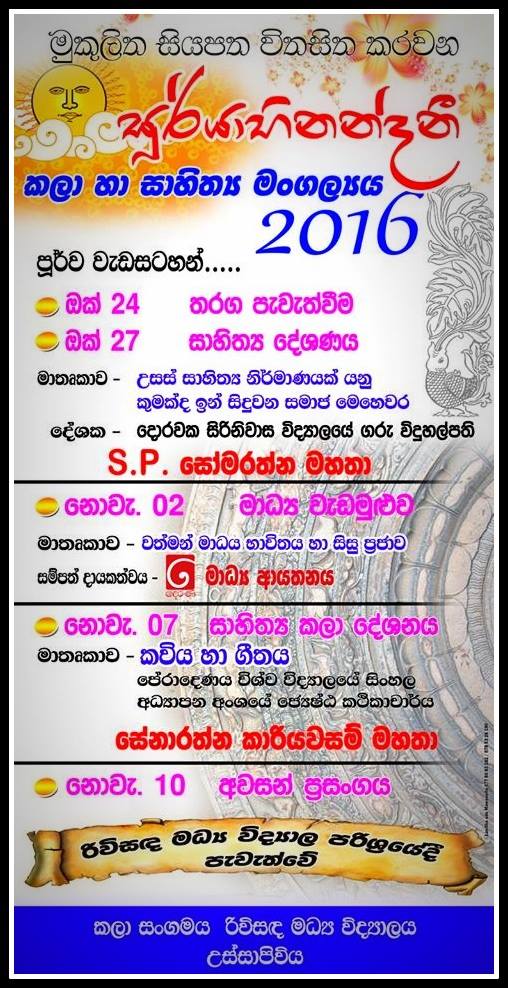 මුකුලිත සියපත විතසිත කරවන
සූර්යාභිනන්දනී
කලා හා සාහිත්‍ය මංගල්‍යය
2016
පූර්ව වැඩසටහන්.....
ඔක් 24 තරග පැවැත්වීම
ඔක් 27 සාහිත්‍ය දේශණය
මාතෘකාව - උසස් සාහිත්‍ය නිර්මාණයක් යනු
කුමක්ද ඉන් සිදුවන සමාජ මෙහෙවර
දේශක - දොරවක සිරිනිවාස විද්‍යාලයේ ගරු විදුහල්පති
S.P. සෝමරත්න මහතා
නොවැ. 02 මාධ්‍ය වැඩමුළුව
මාතෘකාව - වත්මන් මාධ්‍ය භාවිතය හා සිසු ප්‍රජාව
සම්පත් දායකත්වය - දෙරණ මාධ්‍ය ආයතනය
නොවැ. 07 සාහිත්‍ය කලා දේශනය
මාතෘකාව - කවිය හා ගීතය
පේරාදෙණිය විශ්ව විද්‍යාලයේ සිංහල
අධ්‍යාපන අංශයේ ජ්‍යෙෂ්ඨ කථිකාචාර්ය
සේනාරත්න කාරියවසම් මහතා
නොවැ. 10 අවසන් ප්‍රසංගය
රිවිසඳ මධ්‍ය විද්‍යාල පරිශ්‍රයේදී
පැවැත්වේ
කලා සංගමය රිවිසඳ මධ්‍ය විද්‍යාලය
උස්සාපිටිය